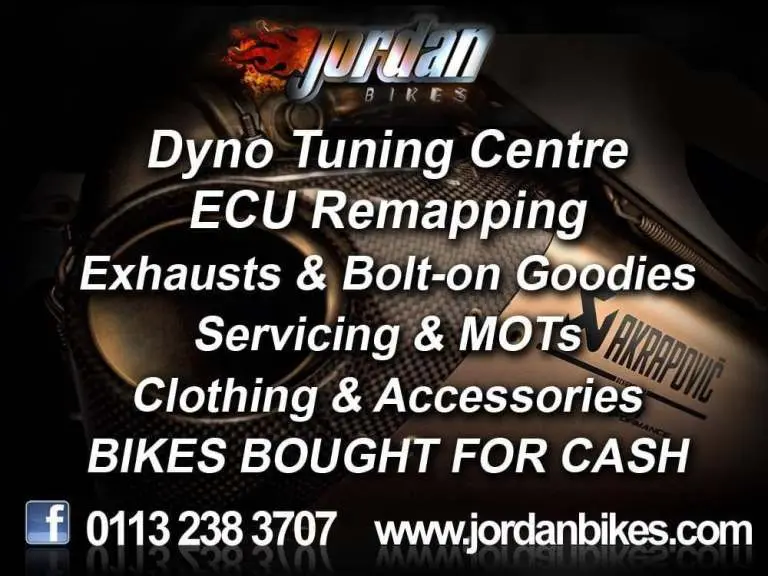 jordan
BIKES
Dyno Tuning Centre
ECU Remapping
Exhausts & Bolt-on Goodies
Servicing & MOTs
AKRAPOVIČ
Clothing & Accessories
BIKES BOUGHT FOR CASH
f 0113 238 3707 www.jordanbikes.com